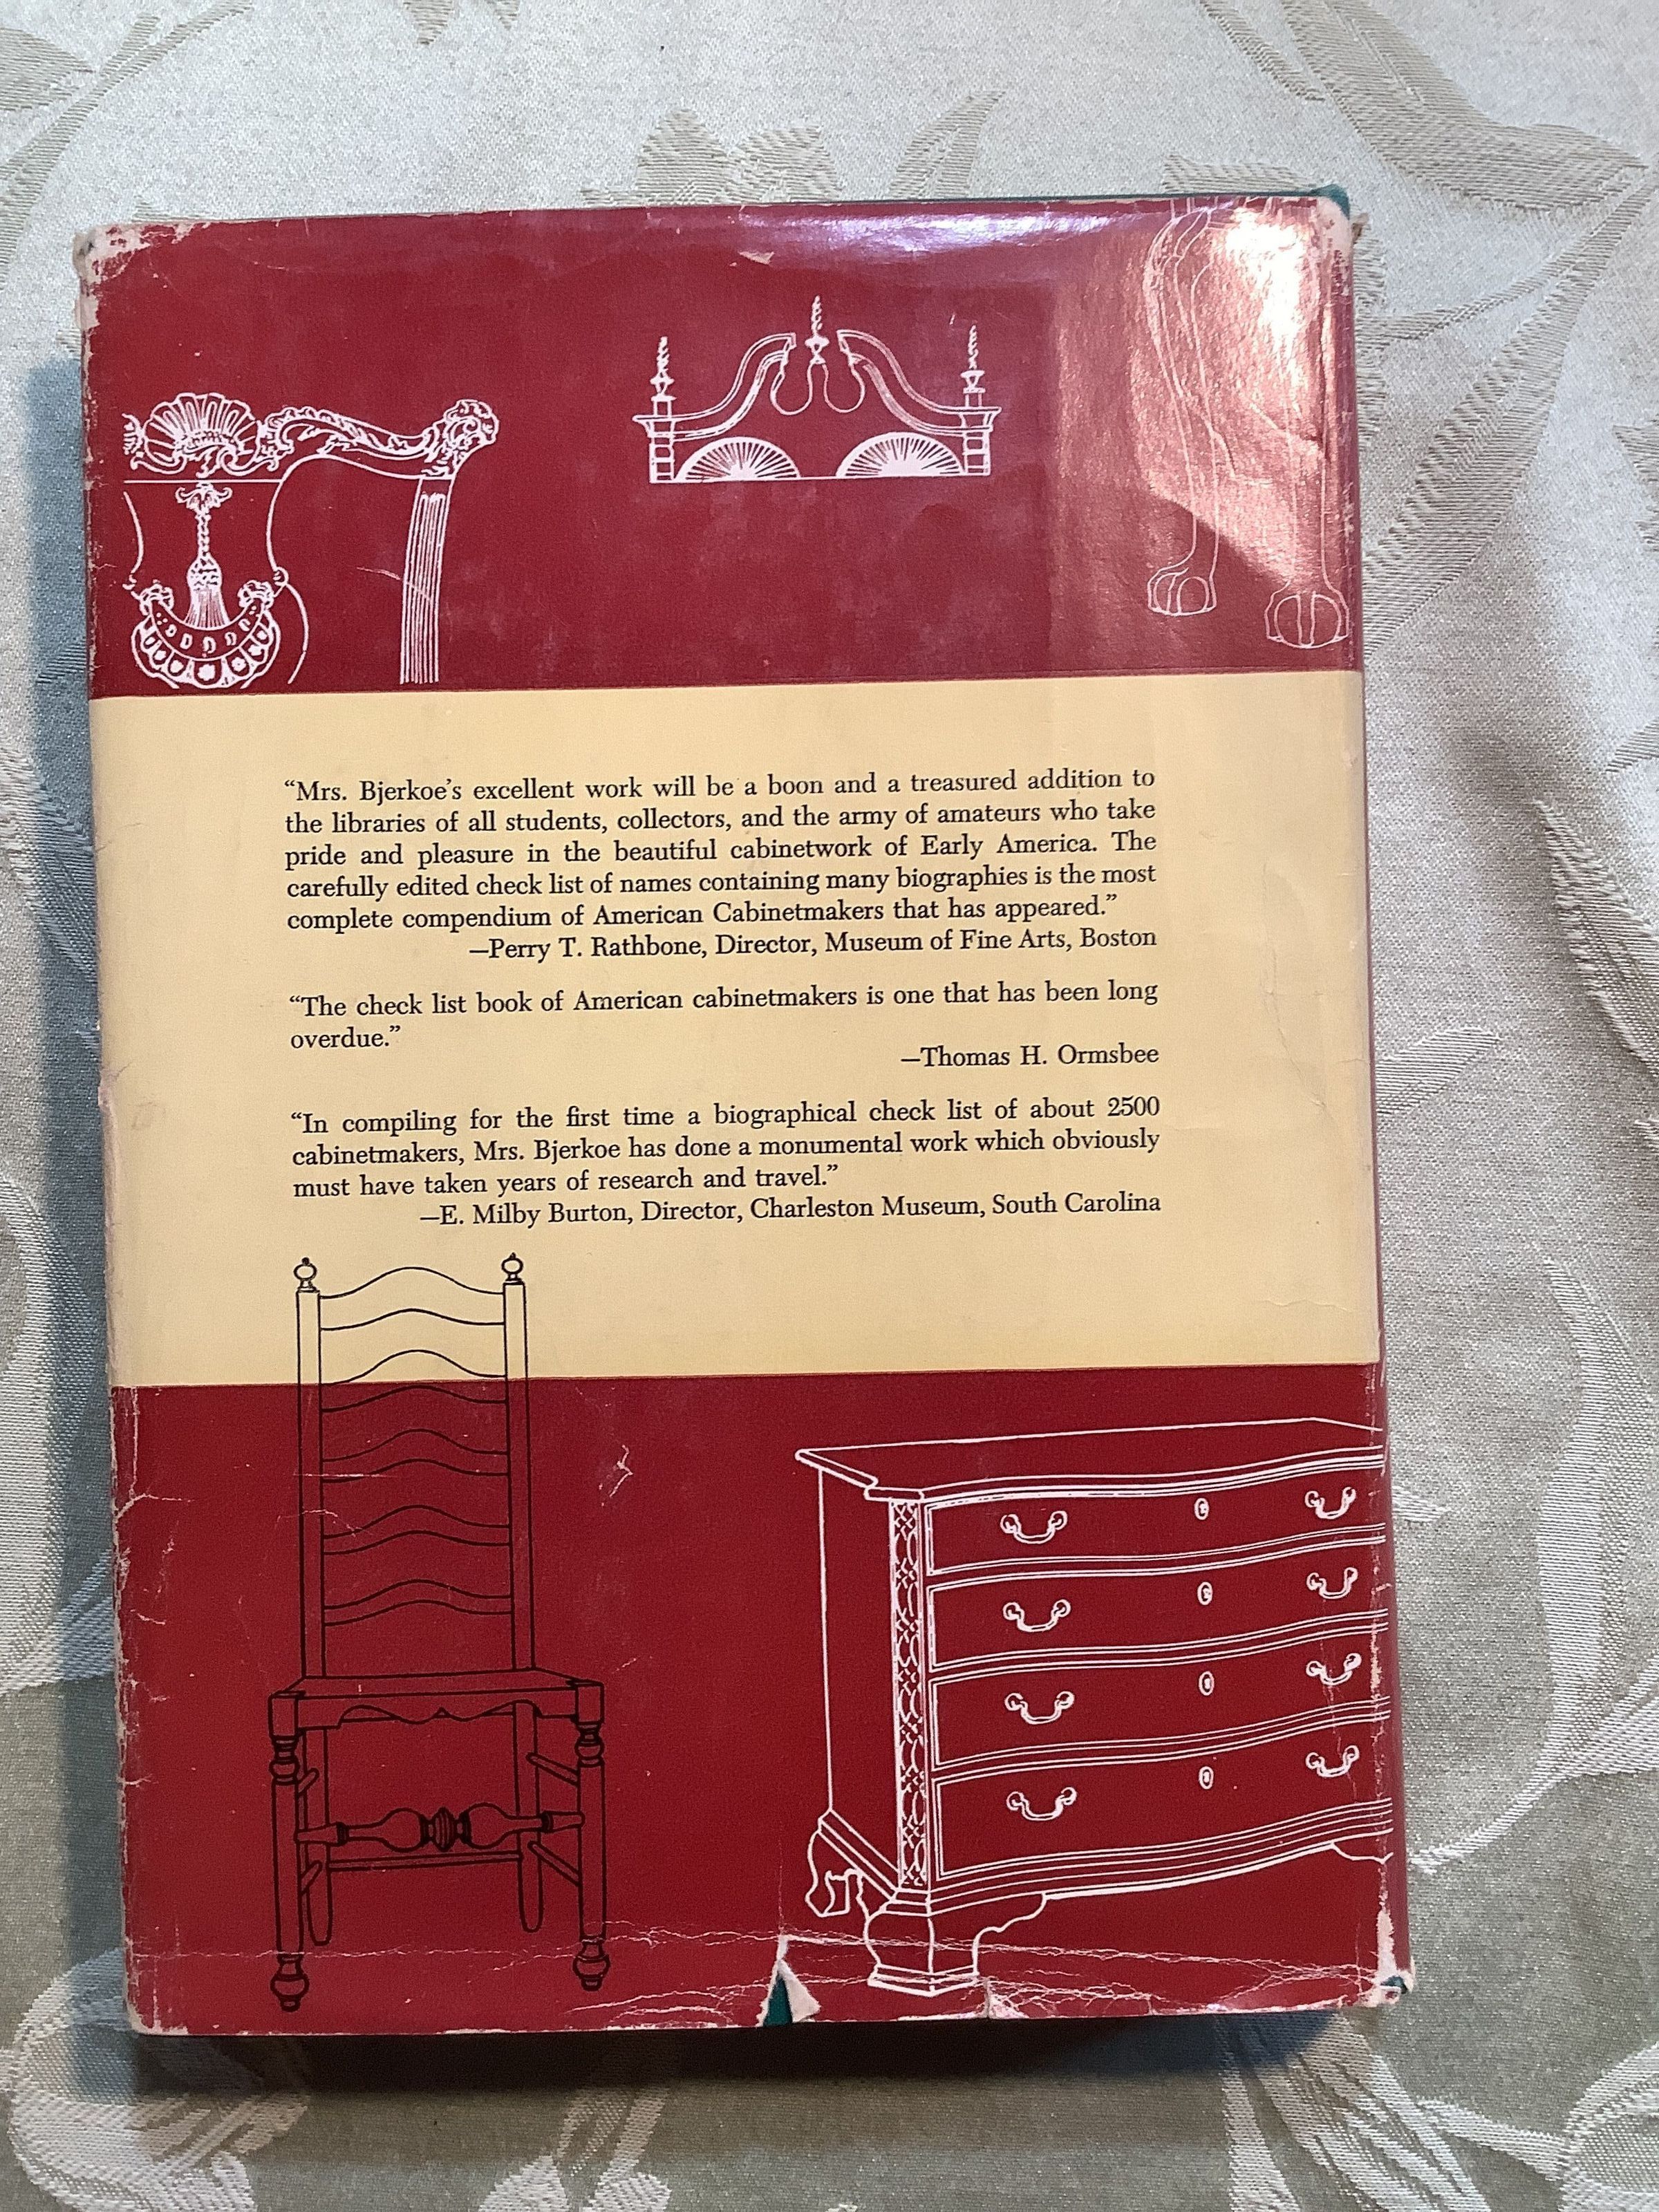 “Mrs. Bjerkoe’s excellent work will be a boon and a treasured addition to
the libraries of all students, collectors, and the army of amateurs who take
pride and pleasure in the beautiful cabinetwork of Early America. The
carefully edited check list of names containing many biographies is the most
complete compendium of American Cabinetmakers that has appeared.”
—Perry T. Rathbone, Director, Museum of Fine Arts, Boston
“The check list book of American cabinetmakers is one that has been long
overdue.”
—Thomas H. Ormsbee
“In compiling for the first time a biographical check list of about 2500
cabinetmakers, Mrs. Bjerkoe has done a monumental work which obviously
must have taken years of research and travel.”
—E. Milby Burton, Director, Charleston Museum, South Carolina